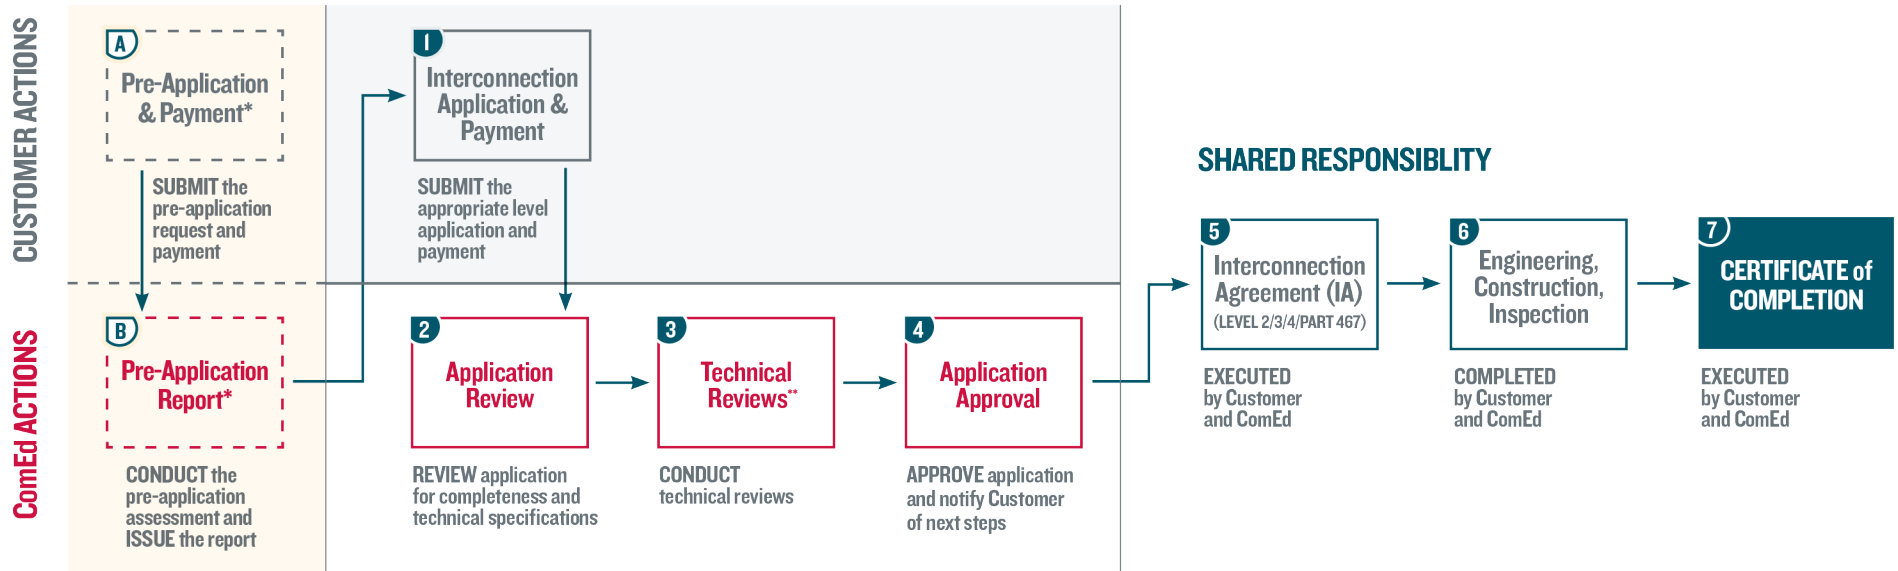 CUSTOMER ACTIONS
A
Pre-Application
& Payment*
SUBMIT the
pre-application
request and
payment
1
Interconnection
Application &
Payment
SUBMIT the
appropriate level
application and
payment
ComEd ACTIONS
B
Pre-Application
Report*
CONDUCT the
pre-application
assessment and
ISSUE the report
2
Application
Review
REVIEW application
for completeness and
technical specifications
3
Technical
Reviews**
CONDUCT
technical reviews
4
Application
Approval
APPROVE application
and notify Customer
of next steps
SHARED RESPONSIBLITY
5
Interconnection
Agreement (IA)
(LEVEL 2/3/4/PART 467)
EXECUTED
by Customer
and ComEd
6
Engineering,
Construction,
Inspection
COMPLETED
by Customer
and ComEd
7
CERTIFICATE of
COMPLETION
EXECUTED
by Customer
and ComEd